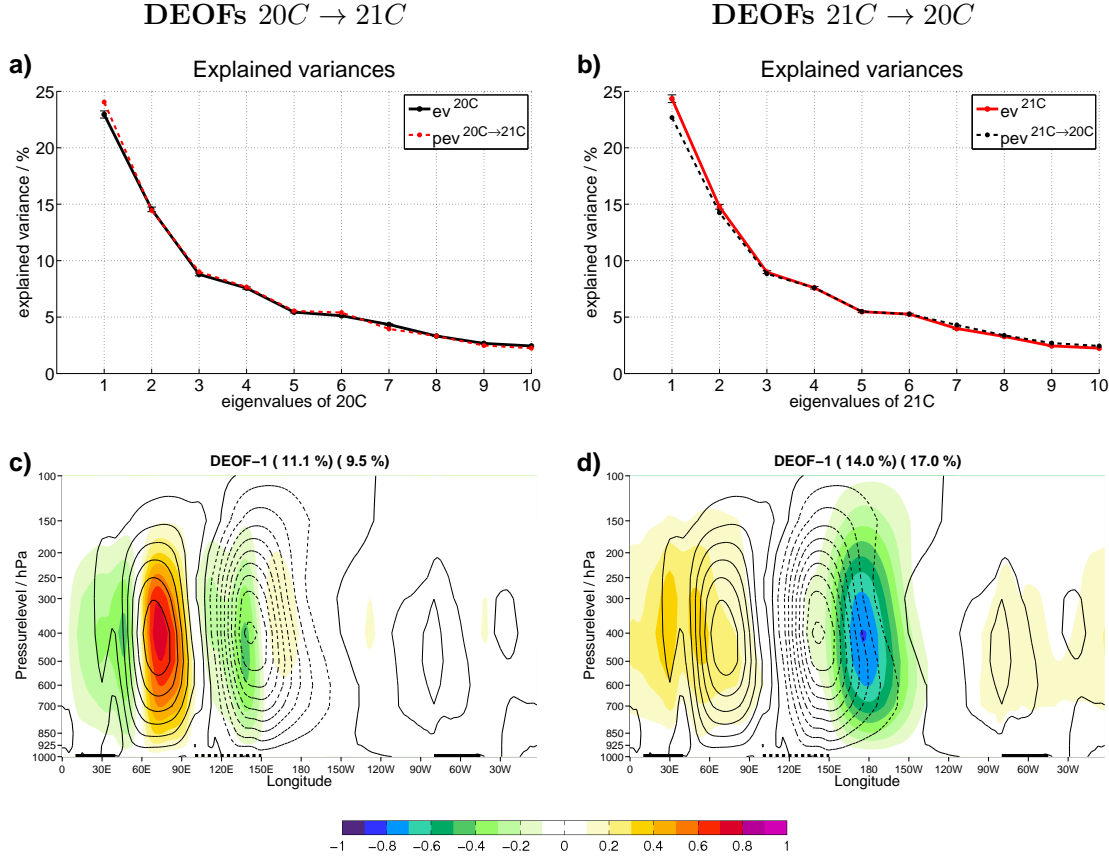 DEOFs 20C → 21C
DEOFs 21C → 20C
a)
Explained variances
explained variance / %
25
20
15
10
5
0
ev 20C
pev 20C→21C
1 2 3 4 5 6 7 8 9 10
eigenvalues of 20C
b)
Explained variances
explained variance / %
25
20
15
10
5
0
ev 21C
pev 21C→20C
1 2 3 4 5 6 7 8 9 10
eigenvalues of 21C
c)
DEOF−1 ( 11.1 %) ( 9.5 %)
Pressurelevel / hPa
100
150
200
250
300
400
500
600
700
850
925
1000
0 30E 60E 90E 120E 150E 180 150W 120W 90W 60W 30W
Longitude
d)
DEOF−1 ( 14.0 %) ( 17.0 %)
Pressurelevel / hPa
100
150
200
250
300
400
500
600
700
850
925
1000
0 30E 60E 90E 120E 150E 180 150W 120W 90W 60W 30W
Longitude
−1 −0.8 −0.6 −0.4 −0.2 0 0.2 0.4 0.6 0.8 1